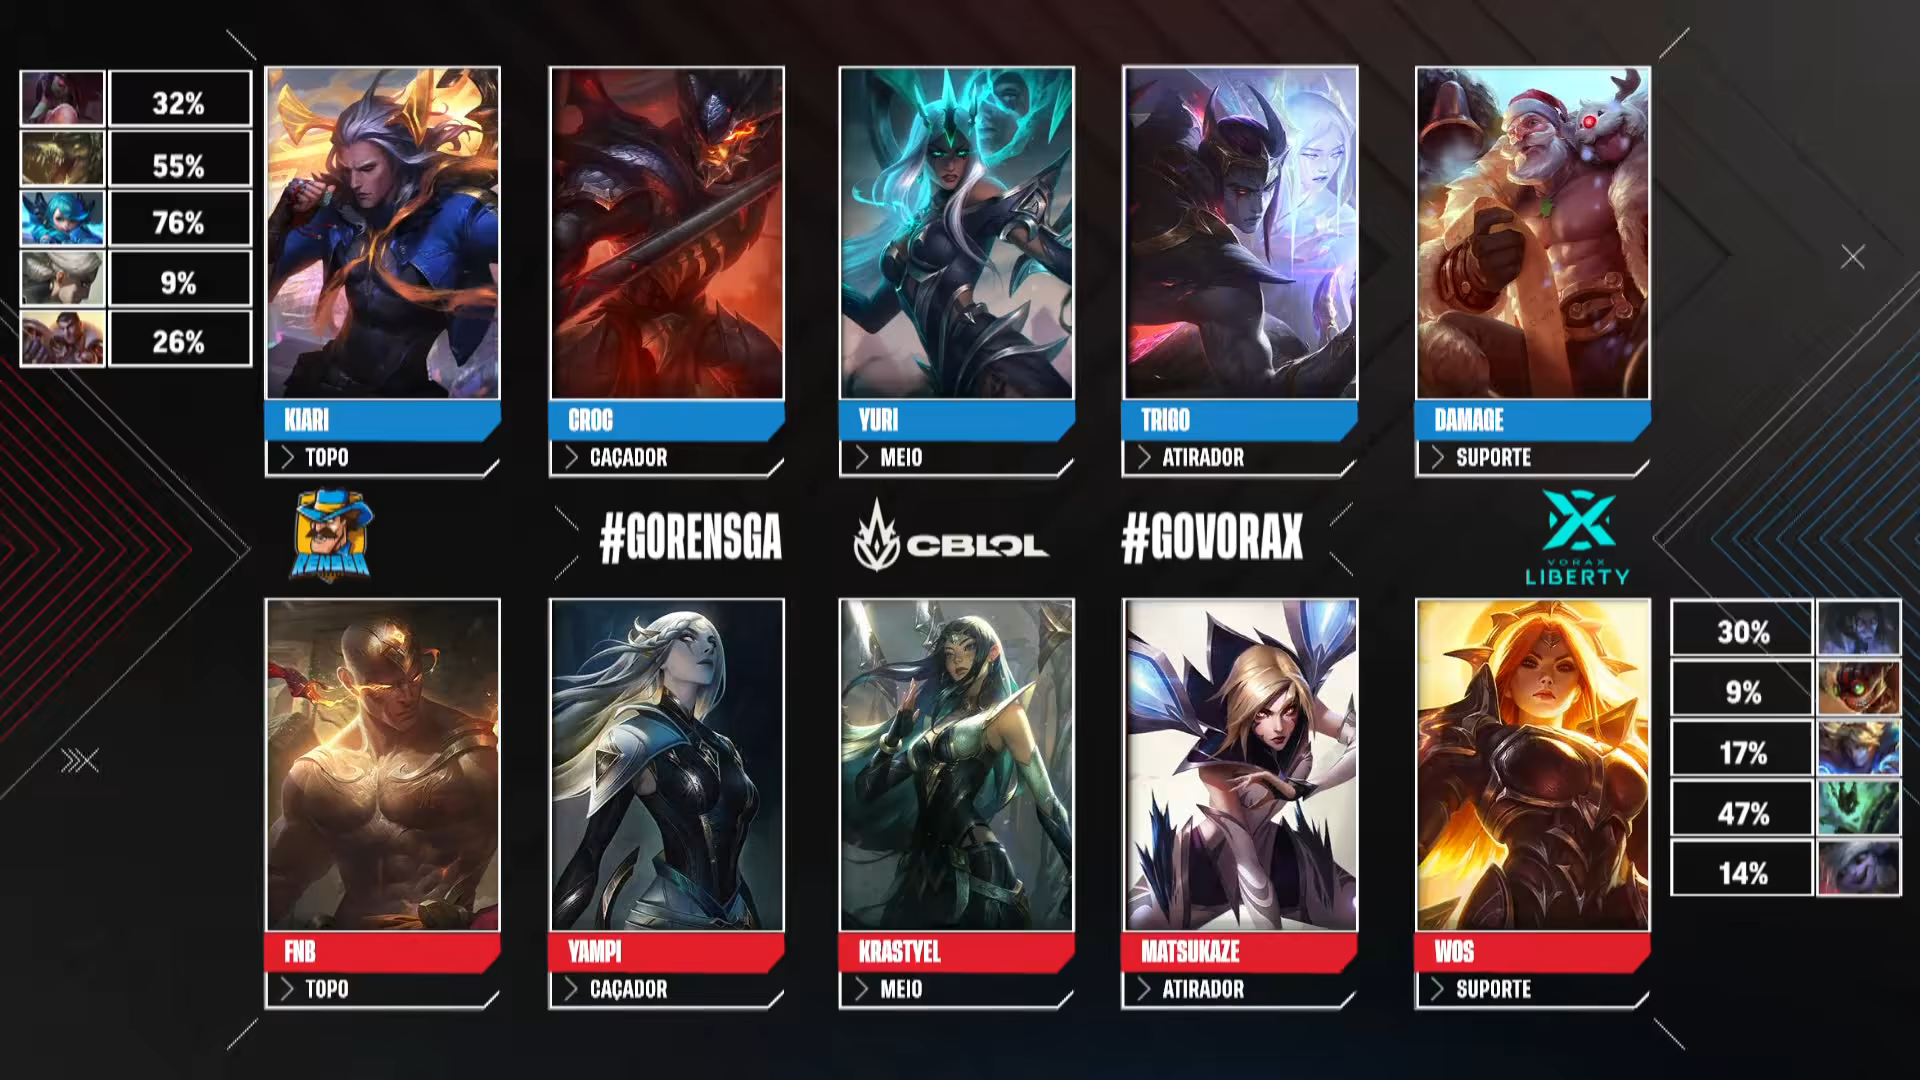 32%
55%
76%
9%
26%
KIARI
TOPO
CROC
CAÇADOR
YURI
MEIO
TRIGO
ATIRADOR
DAMAGE
SUPORTE
RENSGA
#GORENSGA
CBLOL
#GOVORAX
VORAX
LIBERTY
FNB
TOPO
YAMPI
CAÇADOR
KRASTYEL
MEIO
MATSUKAZE
ATIRADOR
WOS
SUPORTE
30%
9%
17%
47%
14%